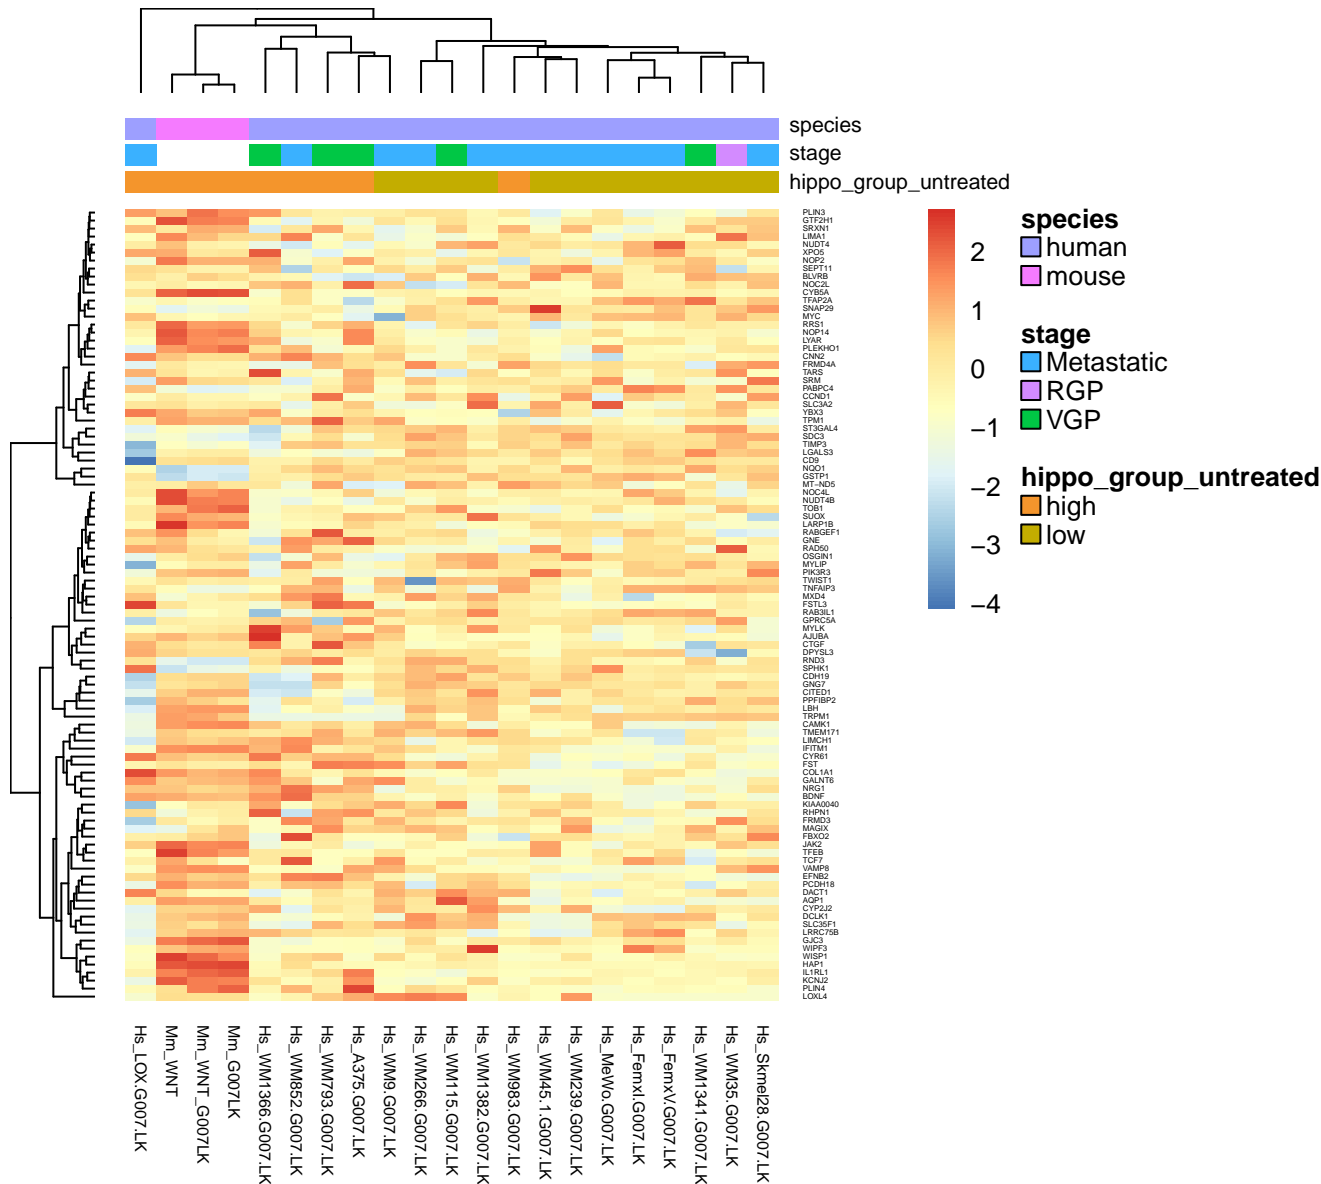 species
stage
hippo_group_untreated
PLIN3
GTF2H1
SRXN1
LIMA1
NUDT4
XPO5
NOP2
SEPT11
BLVRB
NOC2L
CYB5A
TFAP2A
SNAP29
MYC
RRS1
NOP14
LYAR
PLEKHO1
CNN2
FRMD4A
TARS
SRM
PABPC4
CCND1
SLC3A2
YBX3
TPM1
ST3GAL4
SDC3
TIMP3
LGALS3
CD9
NQO1
GSTP1
MT-ND5
NOC4L
NUDT4B
TOB1
SUOX
LARP1B
RABGEF1
GNE
RAD50
OSGIN1
MYLIP
PIK3R3
TWIST1
TNFAIP3
MXD4
FSTL3
RAB3IL1
GPRC5A
MYLK
AJUBA
CTGF
DPYSL3
RND3
SPHK1
CDH19
GNG7
CITED1
PPFIBP2
LBH
TRPM1
CAMK1
TMEM171
LIMCH1
IFITM1
CYR61
FST
COL1A1
GALNT6
NRG1
BDNF
KIAA0040
RHPN1
FRMD3
MAGIX
FBXO2
JAK2
TFEB
TCF7
VAMP8
EFNB2
PCDH18
DACT1
AQP1
CYP2J2
DCLK1
SLC35F1
LRRC75B
GJC3
WIPF3
WISP1
HAP1
IL1RL1
KCNJ2
PLIN4
LOXL4
2
1
0
−1
−2
−3
−4
species
human
mouse
stage
Metastatic
RGP
VGP
hippo_group_untreated
high
low
Hs_LOX.G007.LK
Mm_WNT
Mm_WNT_G007LK
Mm_G007LK
Hs_WM1366.G007.LK
Hs_WM852.G007.LK
Hs_WM793.G007.LK
Hs_A375.G007.LK
Hs_WM9.G007.LK
Hs_WM266.G007.LK
Hs_WM115.G007.LK
Hs_WM1382.G007.LK
Hs_WM983.G007.LK
Hs_WM45.1.G007.LK
Hs_WM239.G007.LK
Hs_MeWo.G007.LK
Hs_FemxI.G007.LK
Hs_FemxV.G007.LK
Hs_WM1341.G007.LK
Hs_WM35.G007.LK
Hs_Skmel28.G007.LK